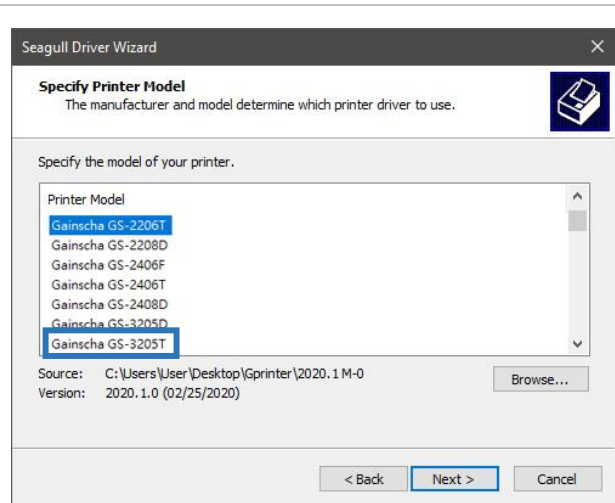 Seagull Driver Wizard
Specify Printer Model
The manufacturer and model determine which printer driver to use.
Specify the model of your printer.
Printer Model
Gainscha GS-2206T
Gainscha GS-2208D
Gainscha GS-2406F
Gainscha GS-2406T
Gainscha GS-2408D
Gainscha GS-3205D
Gainscha GS-3205T
Source: C:\Users\User\Desktop\Gprinter\2020.1 M-0
Browse...
Version: 2020.1.0 (02/25/2020)
< Back Next > Cancel